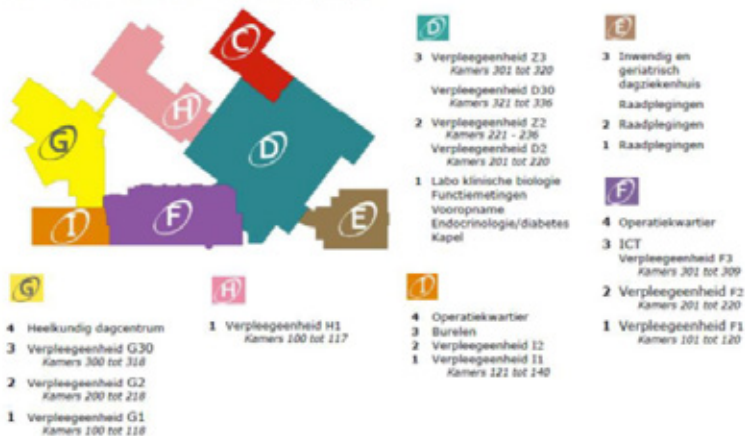 C
H
G
D
I
F
E
D
3 Verpleegeenheid Z3
Kamers 301 tot 320
Verpleegeenheid D30
Kamers 321 tot 336
2 Verpleegeenheid Z2
Kamers 221 - 236
Verpleegeenheid D2
Kamers 201 tot 220
1 Labo klinische biologie
Functiemetingen
Vooropname
Endocrinologie/diabetes
Kapel
E
3 Inwendig en
geriatrisch
dagziekenhuis
Raadplegingen
2 Raadplegingen
1 Raadplegingen
F
4 Operatiekwartier
3 ICT
Verpleegeenheid F3
Kamers 301 tot 309
2 Verpleegeenheid F2
Kamers 201 tot 220
1 Verpleegeenheid F1
Kamers 101 tot 120
G
4 Heelkundig dagcentrum
3 Verpleegeenheid G30
Kamers 300 tot 318
2 Verpleegeenheid G2
Kamers 200 tot 218
1 Verpleegeenheid G1
Kamers 100 tot 118
H
1 Verpleegeenheid H1
Kamers 100 tot 117
I
4 Operatiekwartier
3 Burelen
2 Verpleegeenheid I2
1 Verpleegeenheid I1
Kamers 121 tot 140